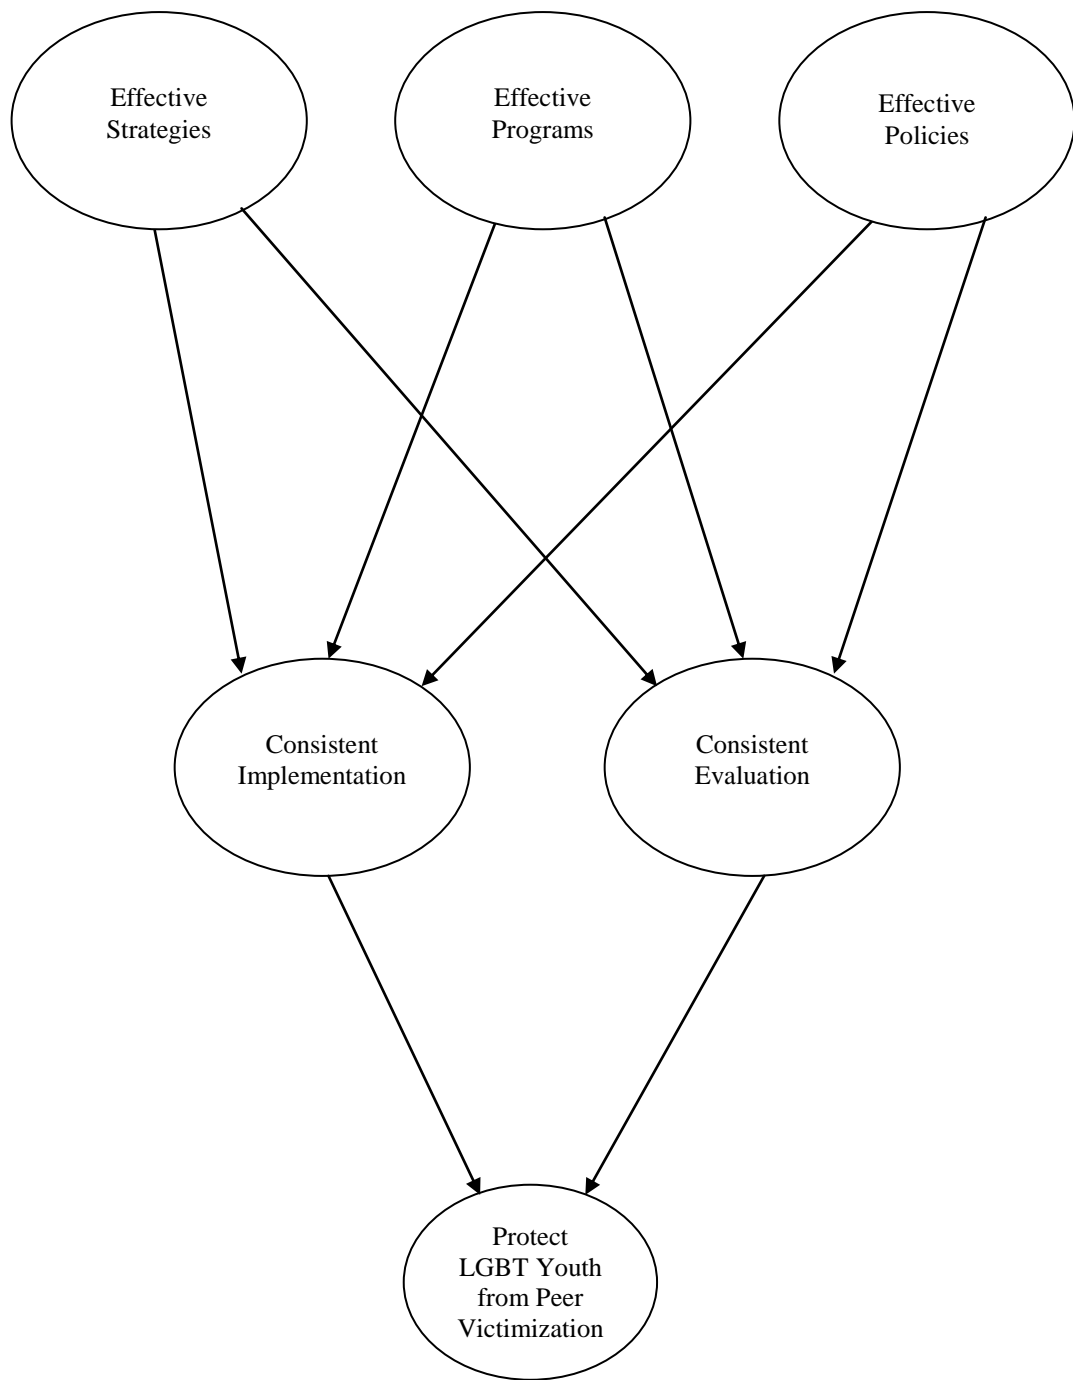 Effective
Strategies
Effective
Programs
Effective
Policies
Consistent
Implementation
Consistent
Evaluation
Protect
LGBT Youth
from Peer
Victimization